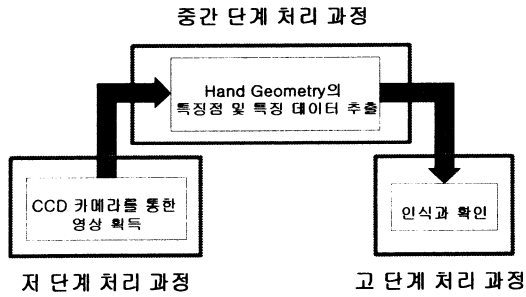 중간 단계 처리 과정
Hand Geometry의
특징점 및 특징 데이터 추출
CCD 카메라를 통한
영상 획득
인식과 확인
저 단계 처리 과정
고 단계 처리 과정